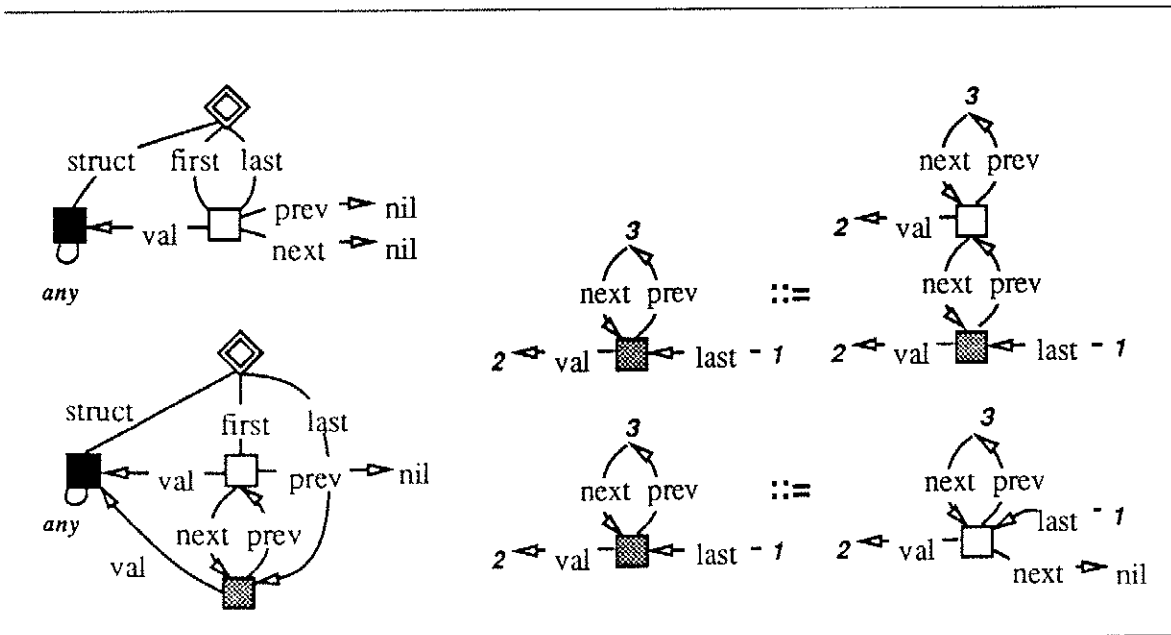 struct first last
val prev nil
next nil
any
struct
first last
val prev nil
any
next prev
val
3
next prev
2 val last 1
::=
3
next prev
2 val
next prev
2 val last 1
3
next prev
2 val last 1
::=
3
next prev
last 1
2 val
next nil